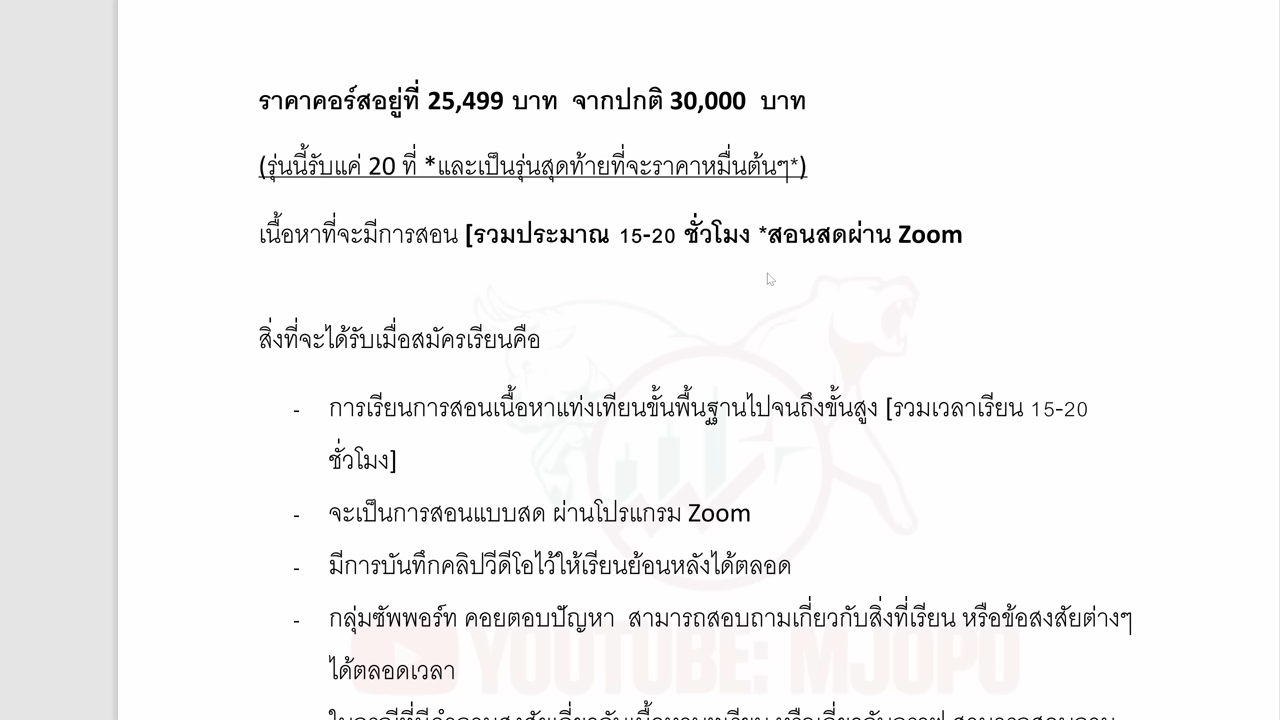 ราคาคอร์สอยู่ที่ 25,499 บาท จากปกติ 30,000 บาท
(รุ่นนี้รับแค่ 20 ที่ *และเป็นรุ่นสุดท้ายที่จะราคาหมื่นต้นๆ*)
เนื้อหาที่จะมีการสอน [รวมประมาณ 15-20 ชั่วโมง *สอนสดผ่าน Zoom
สิ่งที่จะได้รับเมื่อสมัครเรียนคือ
- การเรียนการสอนเนื้อหาแท่งเทียนขั้นพื้นฐานไปจนถึงขั้นสูง [รวมเวลาเรียน 15-20
ชั่วโมง]
- จะเป็นการสอนแบบสด ผ่านโปรแกรม Zoom
- มีการบันทึกคลิปวีดีโอไว้ให้เรียนย้อนหลังได้ตลอด
- กลุ่มซัพพอร์ท คอยตอบปัญหา สามารถสอบถามเกี่ยวกับสิ่งที่เรียน หรือข้อสงสัยต่างๆ
ได้ตลอดเวลา
YOUTUBE: MJOPO